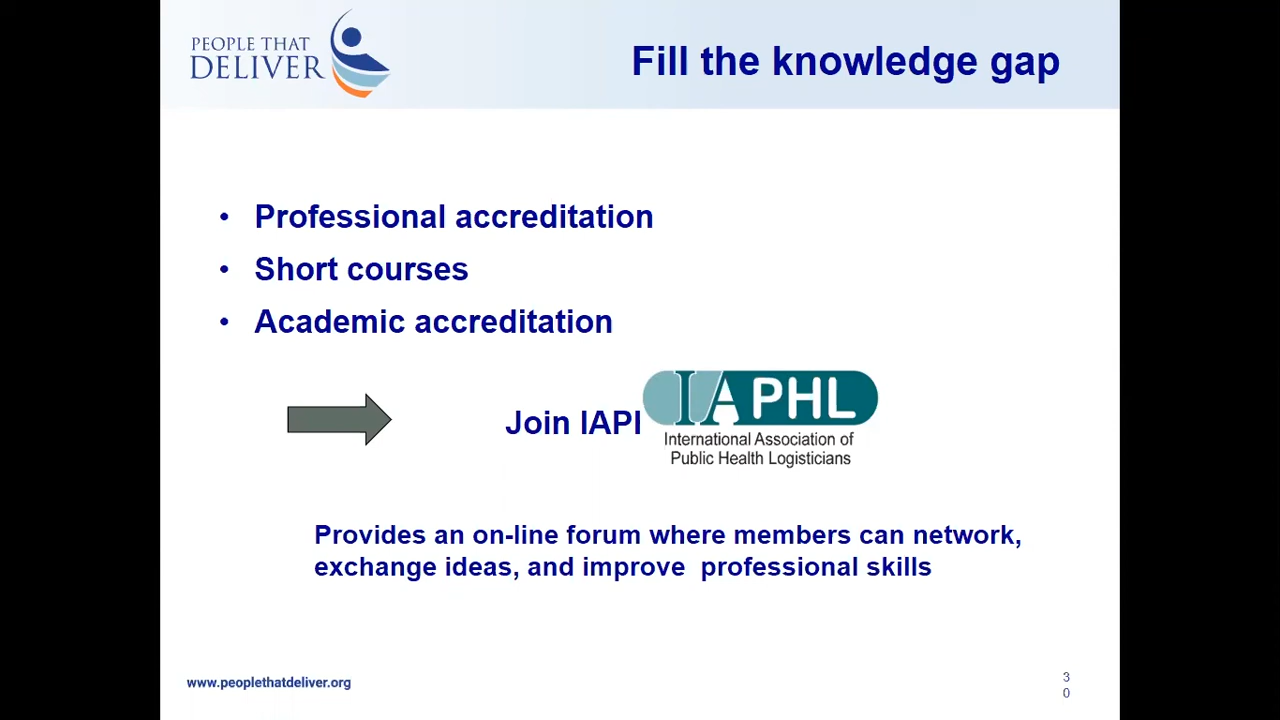 PEOPLE THAT
DELIVER
Fill the knowledge gap
• Professional accreditation
• Short courses
• Academic accreditation
Join IAPI
IAPHL
International Association of
Public Health Logisticians
Provides an on-line forum where members can network,
exchange ideas, and improve professional skills
www.peoplethatdeliver.org
3
0